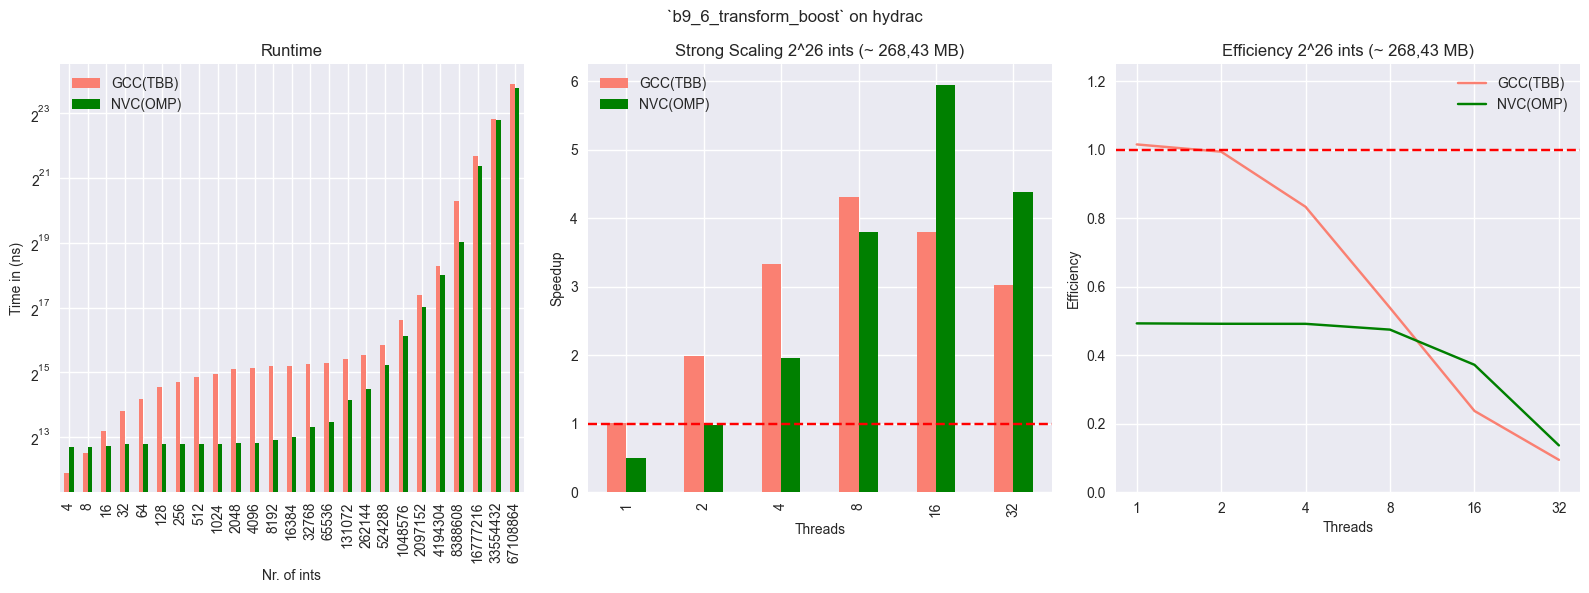 `b9_6_transform_boost` on hydrac
Runtime
GCC(TBB)
NVC(OMP)
Time in (ns)
2^23
2^21
2^19
2^17
2^15
2^13
4 8 16 32 64 128 256 512 1024 2048 4096 8192 16384 32768 65536 131072 262144 524288 1048576 2097152 4194304 8388608 16777216 33554432 67108864
Nr. of ints
Strong Scaling 2^26 ints (~ 268,43 MB)
GCC(TBB)
NVC(OMP)
Speedup
6
5
4
3
2
1
0
1 2 4 8 16 32
Threads
Efficiency 2^26 ints (~ 268,43 MB)
GCC(TBB)
NVC(OMP)
Efficiency
1.2
1.0
0.8
0.6
0.4
0.2
0.0
1 2 4 8 16 32
Threads